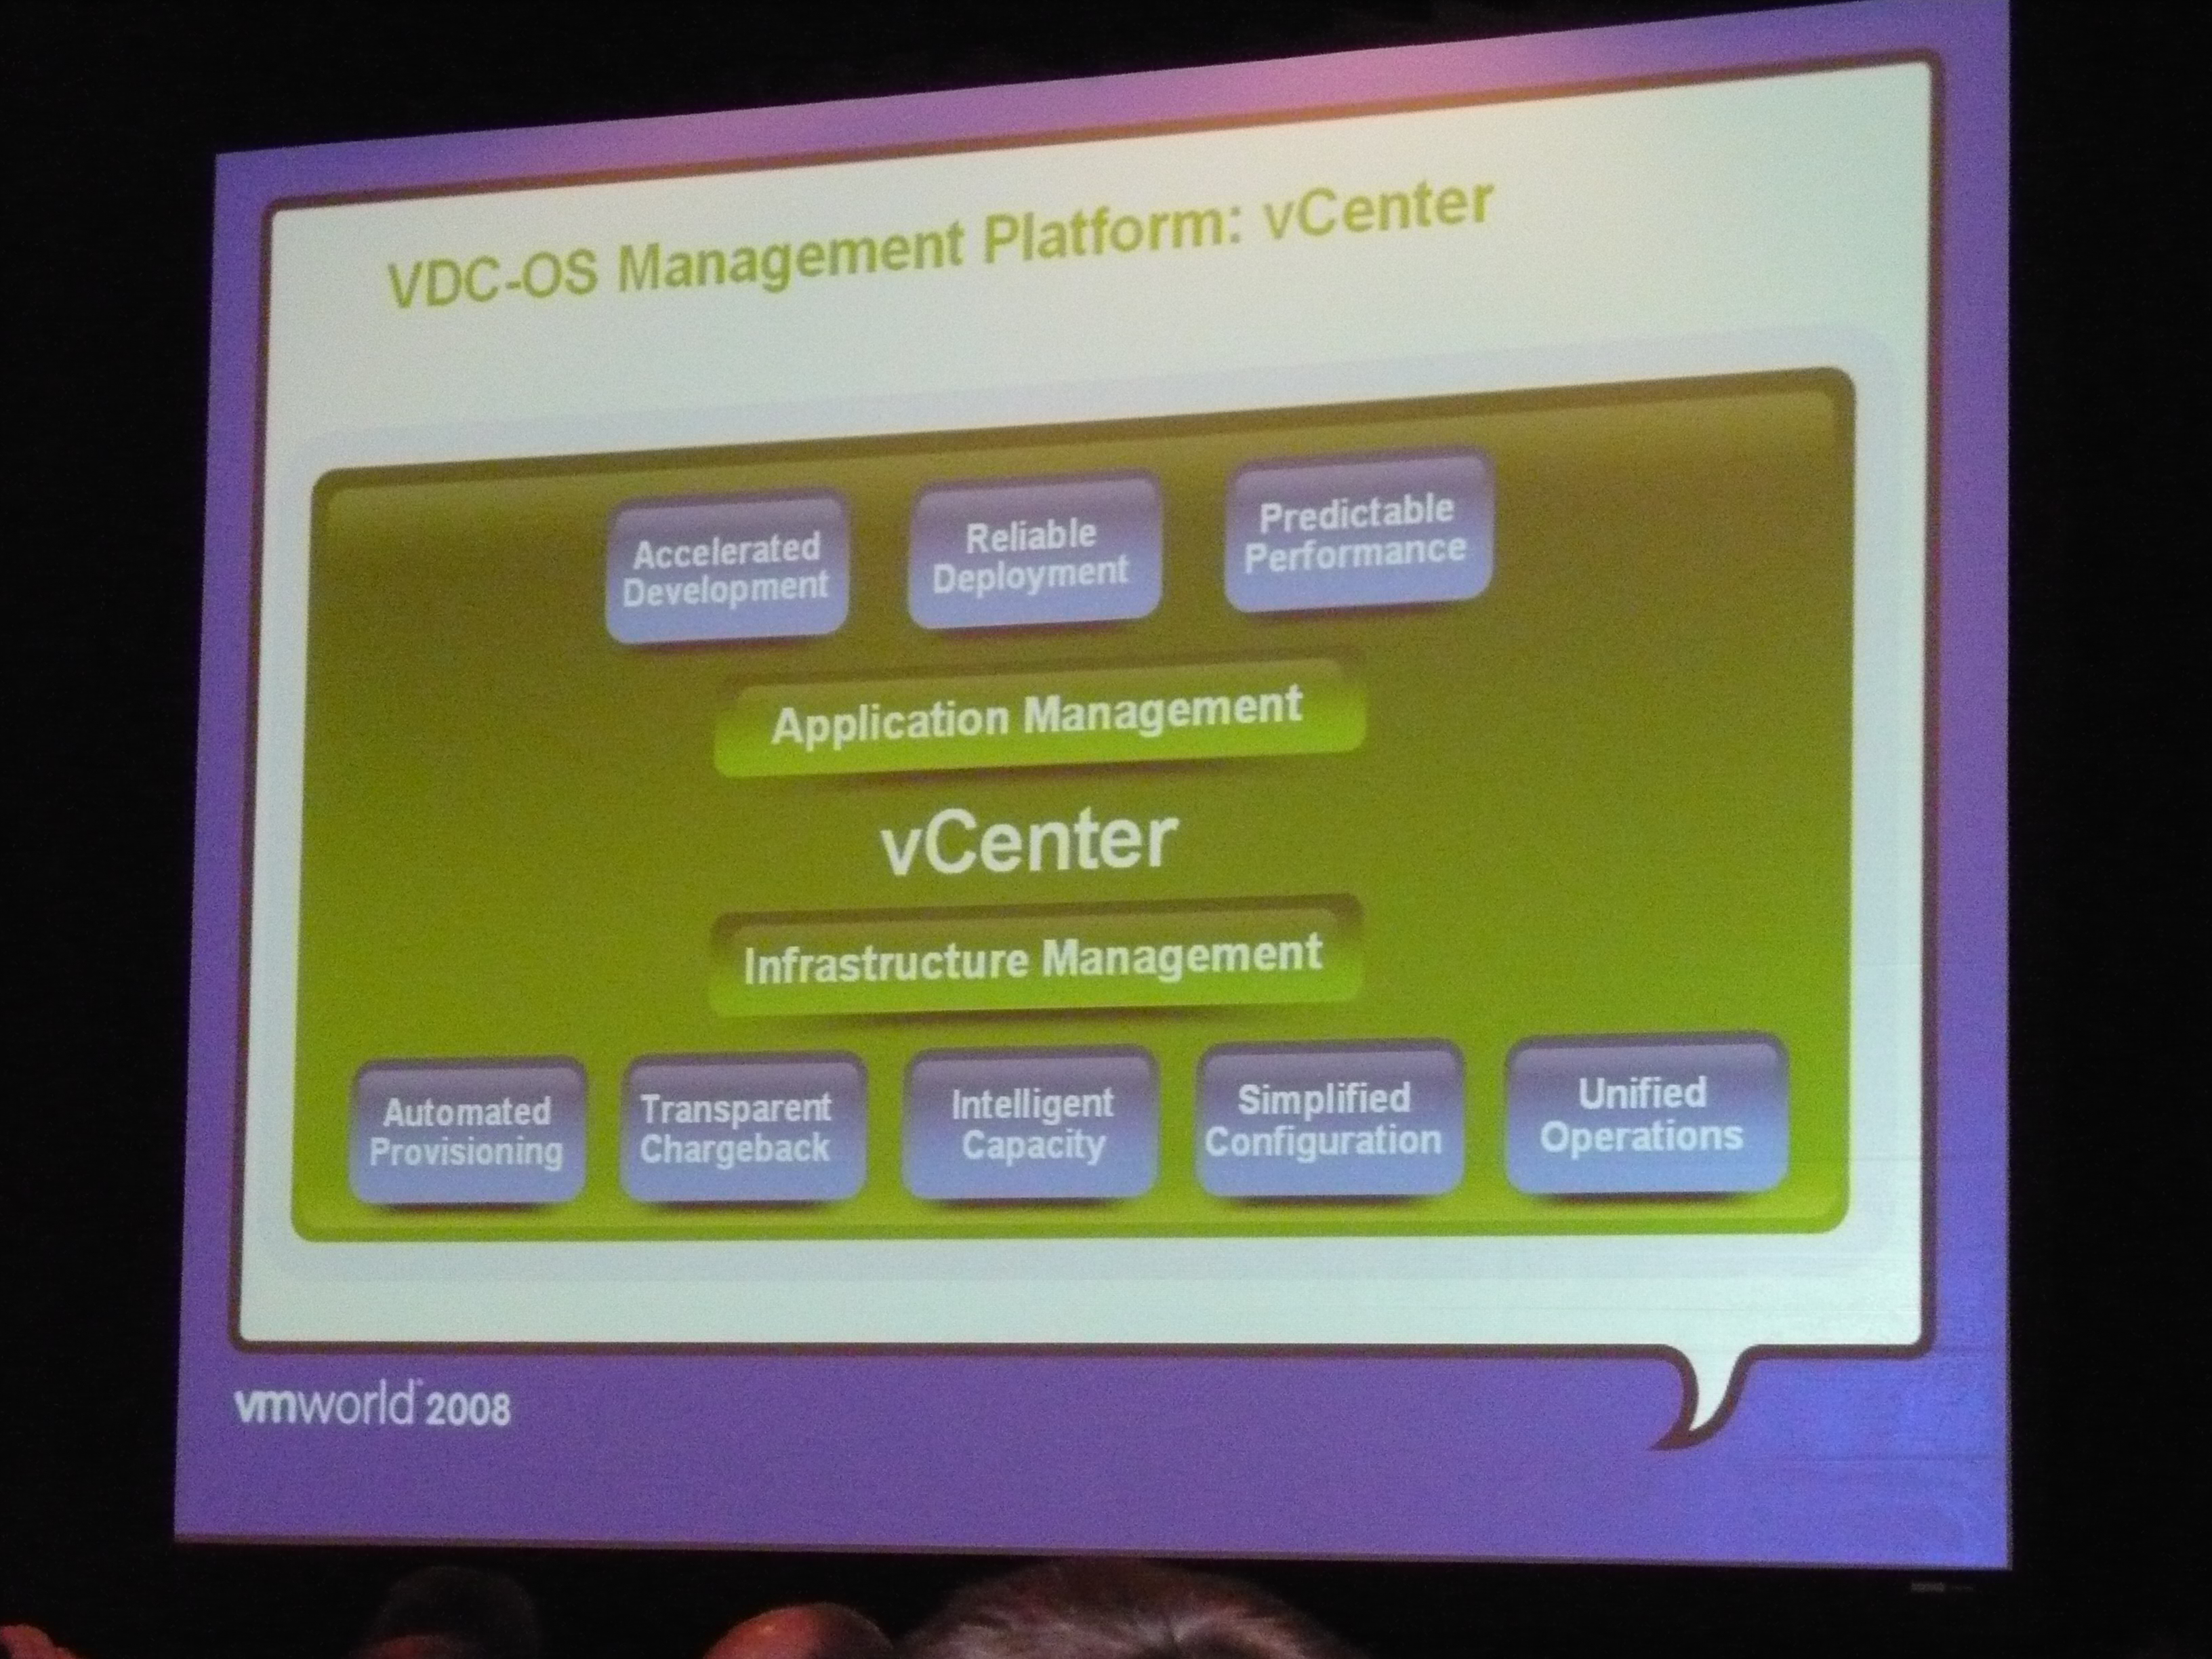 VDC-OS Management Platform: vCenter
Accelerated
Development
Reliable
Deployment
Predictable
Performance
Application Management
vCenter
Infrastructure Management
Automated
Provisioning
Transparent
Chargeback
Intelligent
Capacity
Simplified
Configuration
Unified
Operations
vmworld 2008